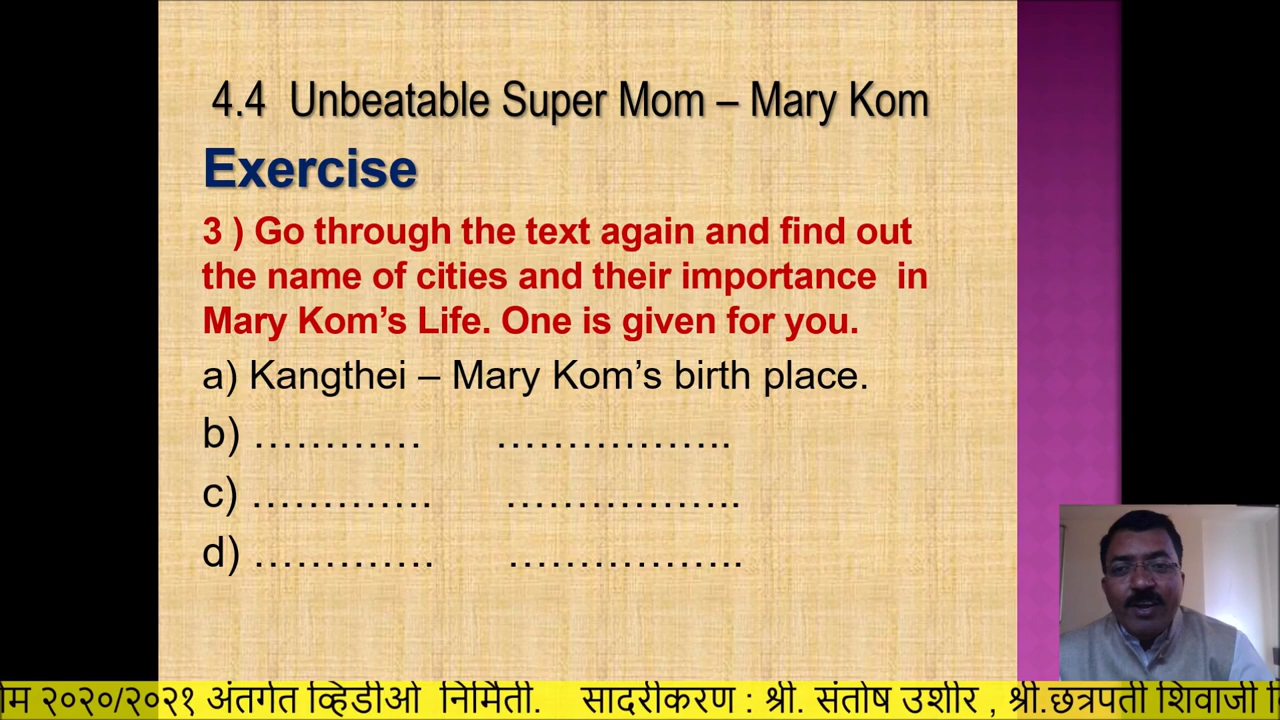 4.4 Unbeatable Super Mom – Mary Kom
Exercise
3 ) Go through the text again and find out
the name of cities and their importance in
Mary Kom’s Life. One is given for you.
a) Kangthei – Mary Kom’s birth place.
b) ………… ……………..
c) …………. ……………..
d) …………. ……………..
२०२०/२०२१ अंतर्गत व्हिडीओ निर्मिती. सादरीकरण : श्री. संतोष उशीर , श्री.छत्रपती शिवाजी